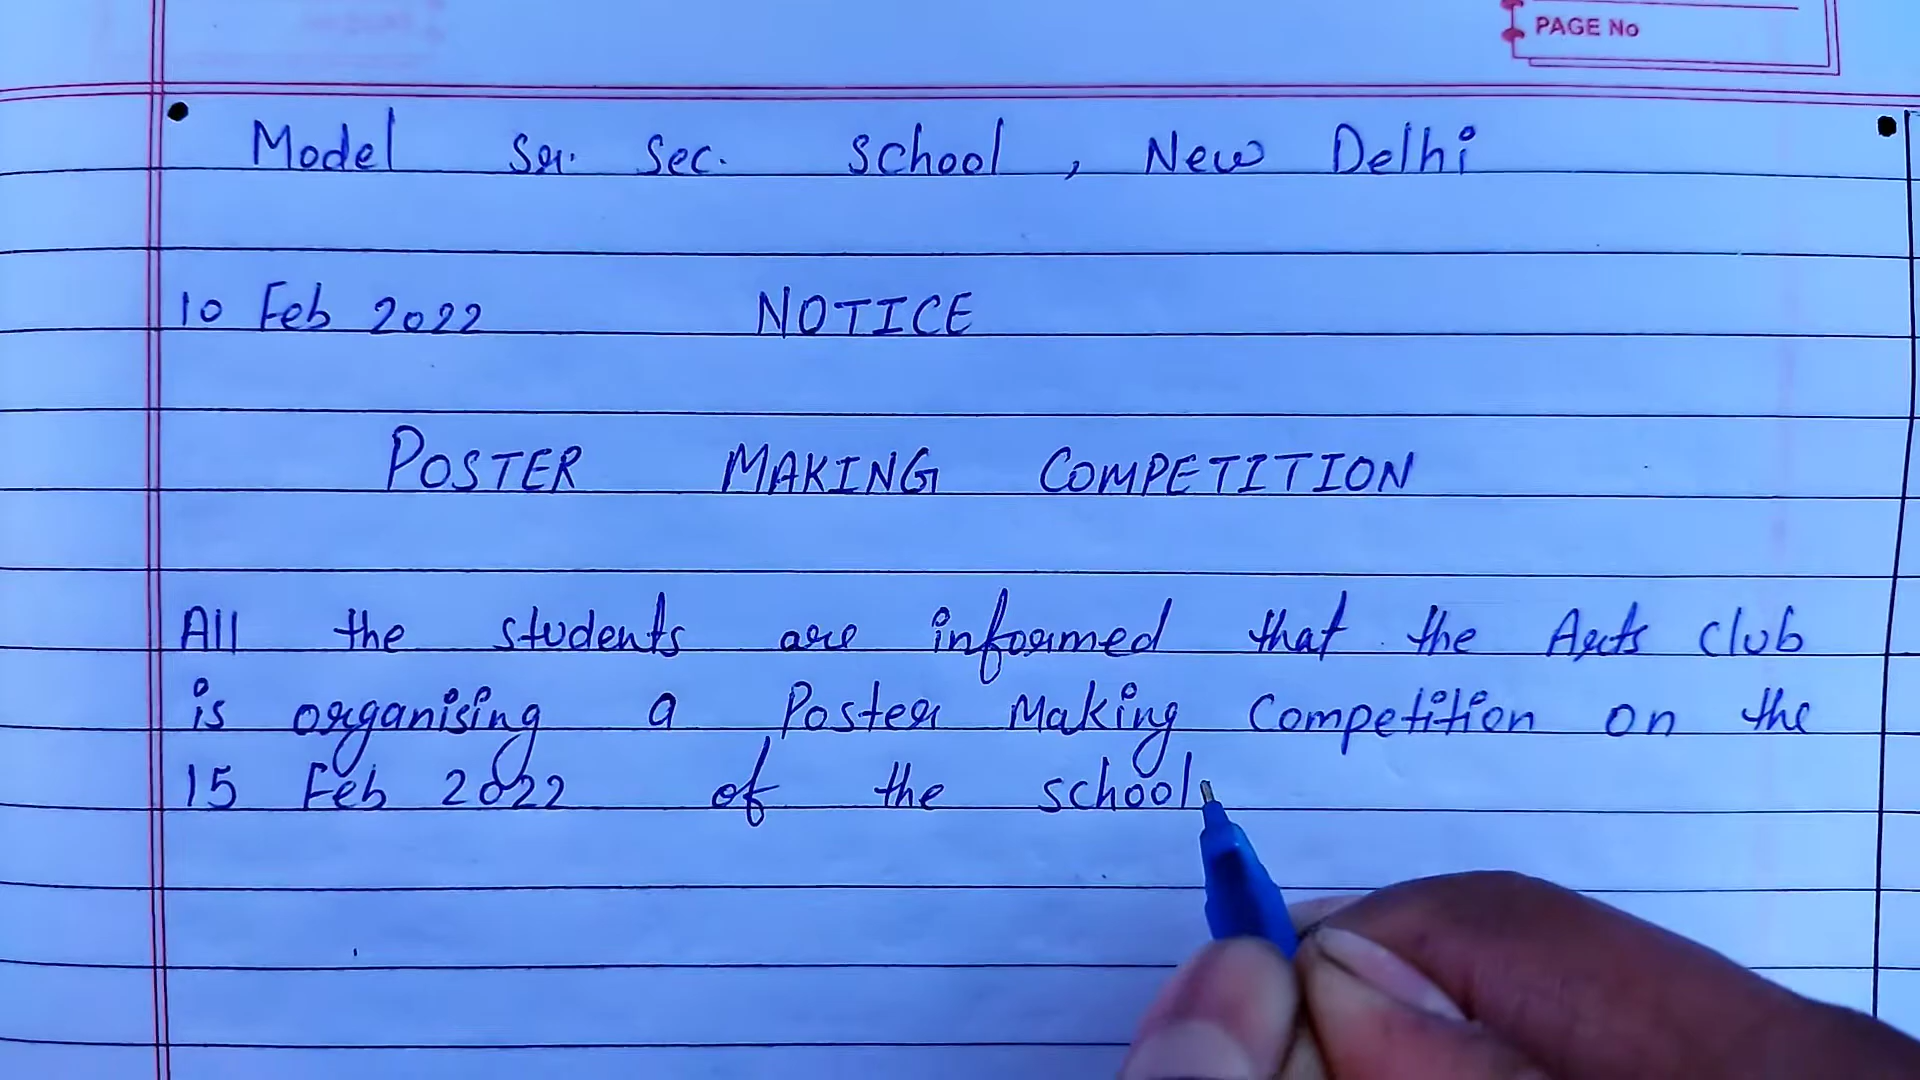 PAGE No
Model Sr. Sec. School, New Delhi
10 Feb 2022 NOTICE
POSTER MAKING COMPETITION
All the students are informed that the Arts Club
is organising a Poster Making Competition on the
15 Feb 2022 of the school